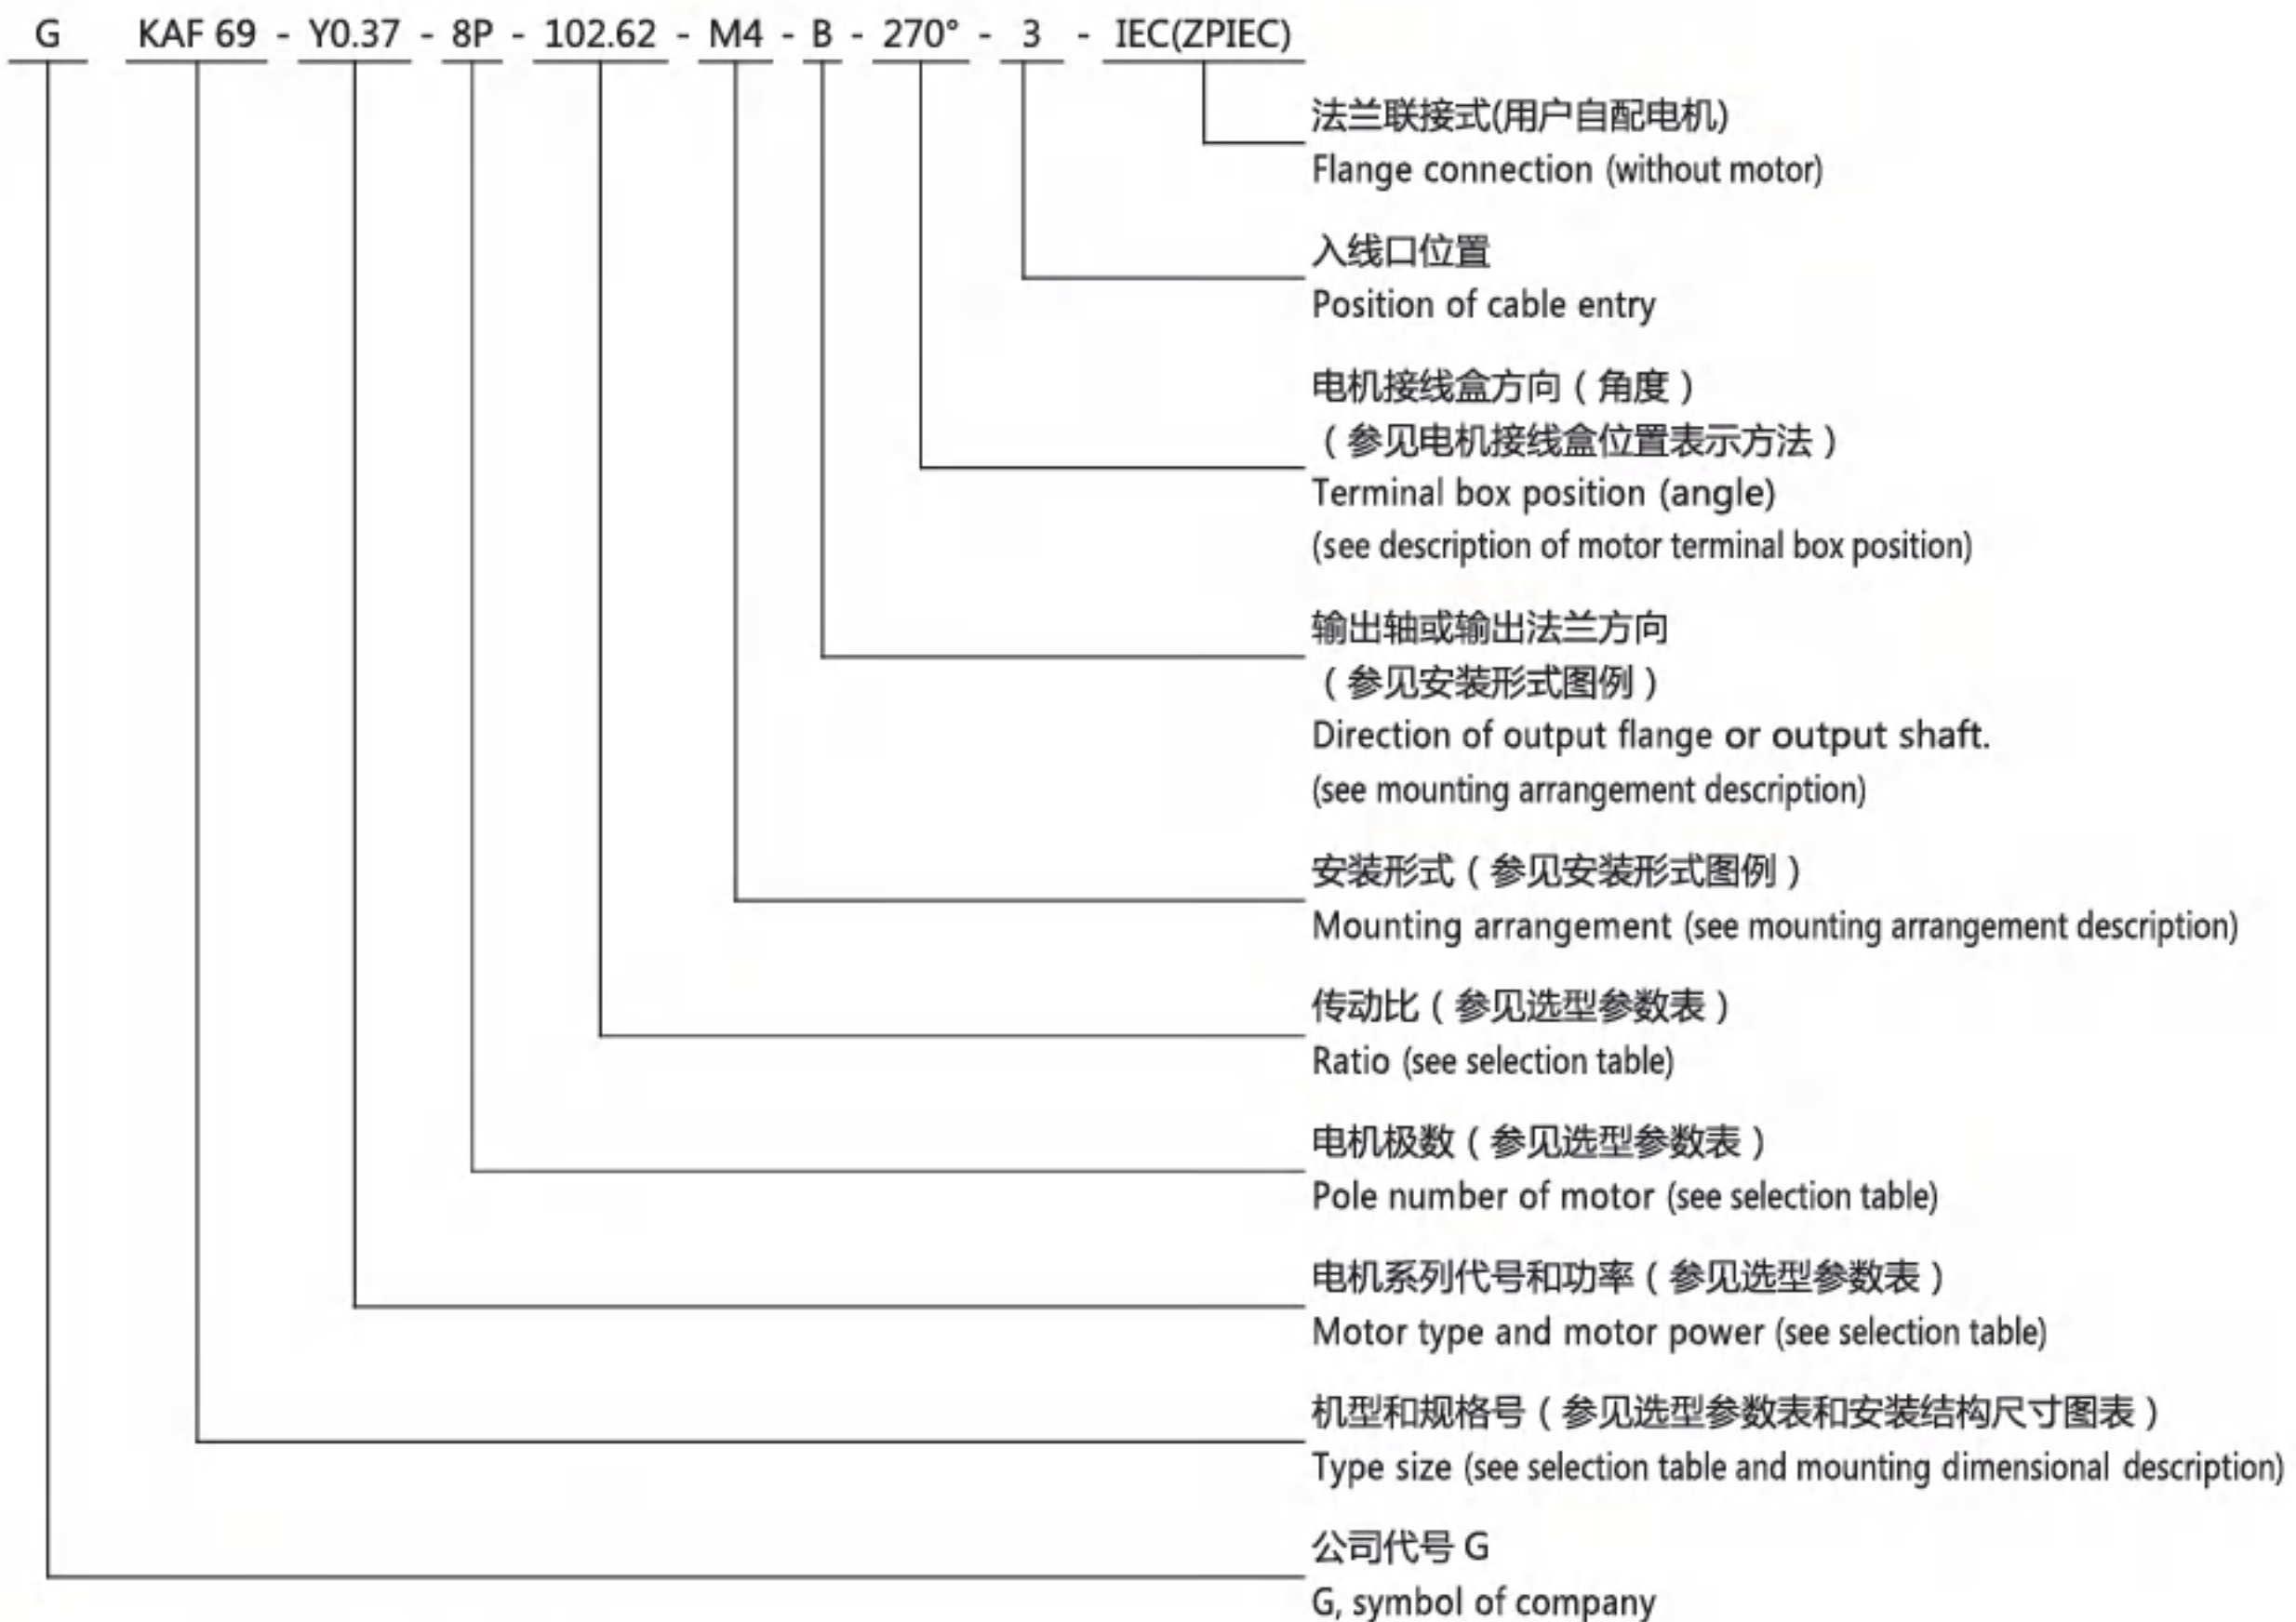 G KAF 69 - Y0.37 - 8P - 102.62 - M4 - B - 270° - 3 - IEC(ZPIEC)
法兰联接式(用户自配电机)
Flange connection (without motor)
入线口位置
Position of cable entry
电机接线盒方向（角度）
（参见电机接线盒位置表示方法）
Terminal box position (angle)
(see description of motor terminal box position)
输出轴或输出法兰方向
（参见安装形式图例）
Direction of output flange or output shaft.
(see mounting arrangement description)
安装形式（参见安装形式图例）
Mounting arrangement (see mounting arrangement description)
传动比（参见选型参数表）
Ratio (see selection table)
电机极数（参见选型参数表）
Pole number of motor (see selection table)
电机系列代号和功率（参见选型参数表）
Motor type and motor power (see selection table)
机型和规格号（参见选型参数表和安装结构尺寸图表）
Type size (see selection table and mounting dimensional description)
公司代号 G
G, symbol of company